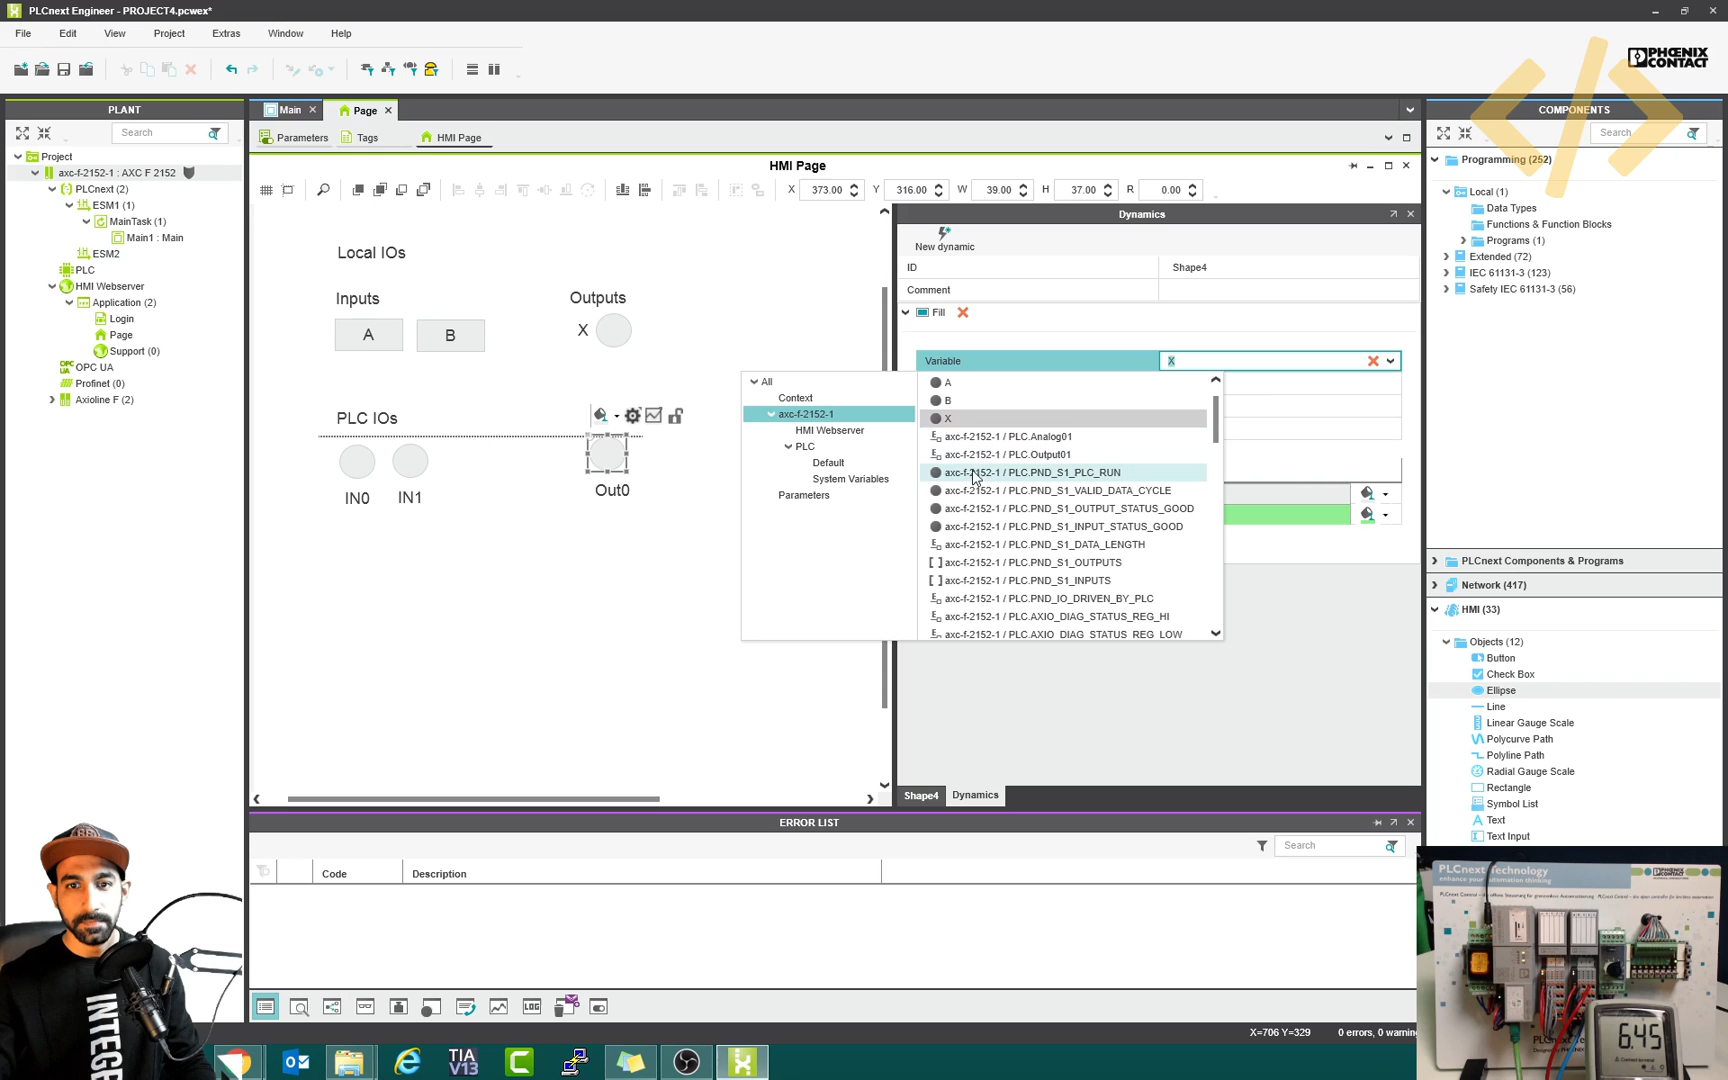 PLCnext Engineer - PROJECT4.pcwex*
File Edit View Project Extras Window Help
PHŒNIX CONTACT
PLANT
Search
Project
axc-f-2152-1 : AXC F 2152
PLCnext (2)
ESM1 (1)
MainTask (1)
Main1 : Main
ESM2
PLC
HMI Webserver
Application (2)
Login
Page
Support (0)
OPC UA
OPC UA
Profinet (0)
Axioline F (2)
Main
Page
Parameters
Tags
HMI Page
HMI Page
X 373.00 Y 316.00 W 39.00 H 37.00 R 0.00
Local IOs
Inputs
Outputs
A
B
X
PLC IOs
IN0
IN1
Out0
Dynamics
New dynamic
ID
Shape4
Comment
Fill
Variable
X
All
Context
axc-f-2152-1
HMI Webserver
PLC
Default
System Variables
Parameters
A
B
X
axc-f-2152-1 / PLC.Analog01
axc-f-2152-1 / PLC.Output01
axc-f-2152-1 / PLC.PND_S1_PLC_RUN
axc-f-2152-1 / PLC.PND_S1_VALID_DATA_CYCLE
axc-f-2152-1 / PLC.PND_S1_OUTPUT_STATUS_GOOD
axc-f-2152-1 / PLC.PND_S1_INPUT_STATUS_GOOD
axc-f-2152-1 / PLC.PND_S1_DATA_LENGTH
axc-f-2152-1 / PLC.PND_S1_OUTPUTS
axc-f-2152-1 / PLC.PND_S1_INPUTS
axc-f-2152-1 / PLC.PND_IO_DRIVEN_BY_PLC
axc-f-2152-1 / PLC.AXIO_DIAG_STATUS_REG_HI
axc-f-2152-1 / PLC.AXIO_DIAG_STATUS_REG_LOW
Shape4
Dynamics
COMPONENTS
Search
Programming (252)
Local (1)
Data Types
Functions & Function Blocks
Programs (1)
Extended (72)
IEC 61131-3 (123)
Safety IEC 61131-3 (56)
PLCnext Components & Programs
Network (417)
HMI (33)
Objects (12)
Button
Check Box
Ellipse
Line
Linear Gauge Scale
Polycurve Path
Polyline Path
Radial Gauge Scale
Rectangle
Symbol List
Text
Text Input
ERROR LIST
Search
Code
Description
LOG
X=706 Y=329
0 errors, 0 warning
TIA
V13
INTEGR
PLCnext Technology
enhance your automation thinking
6.45